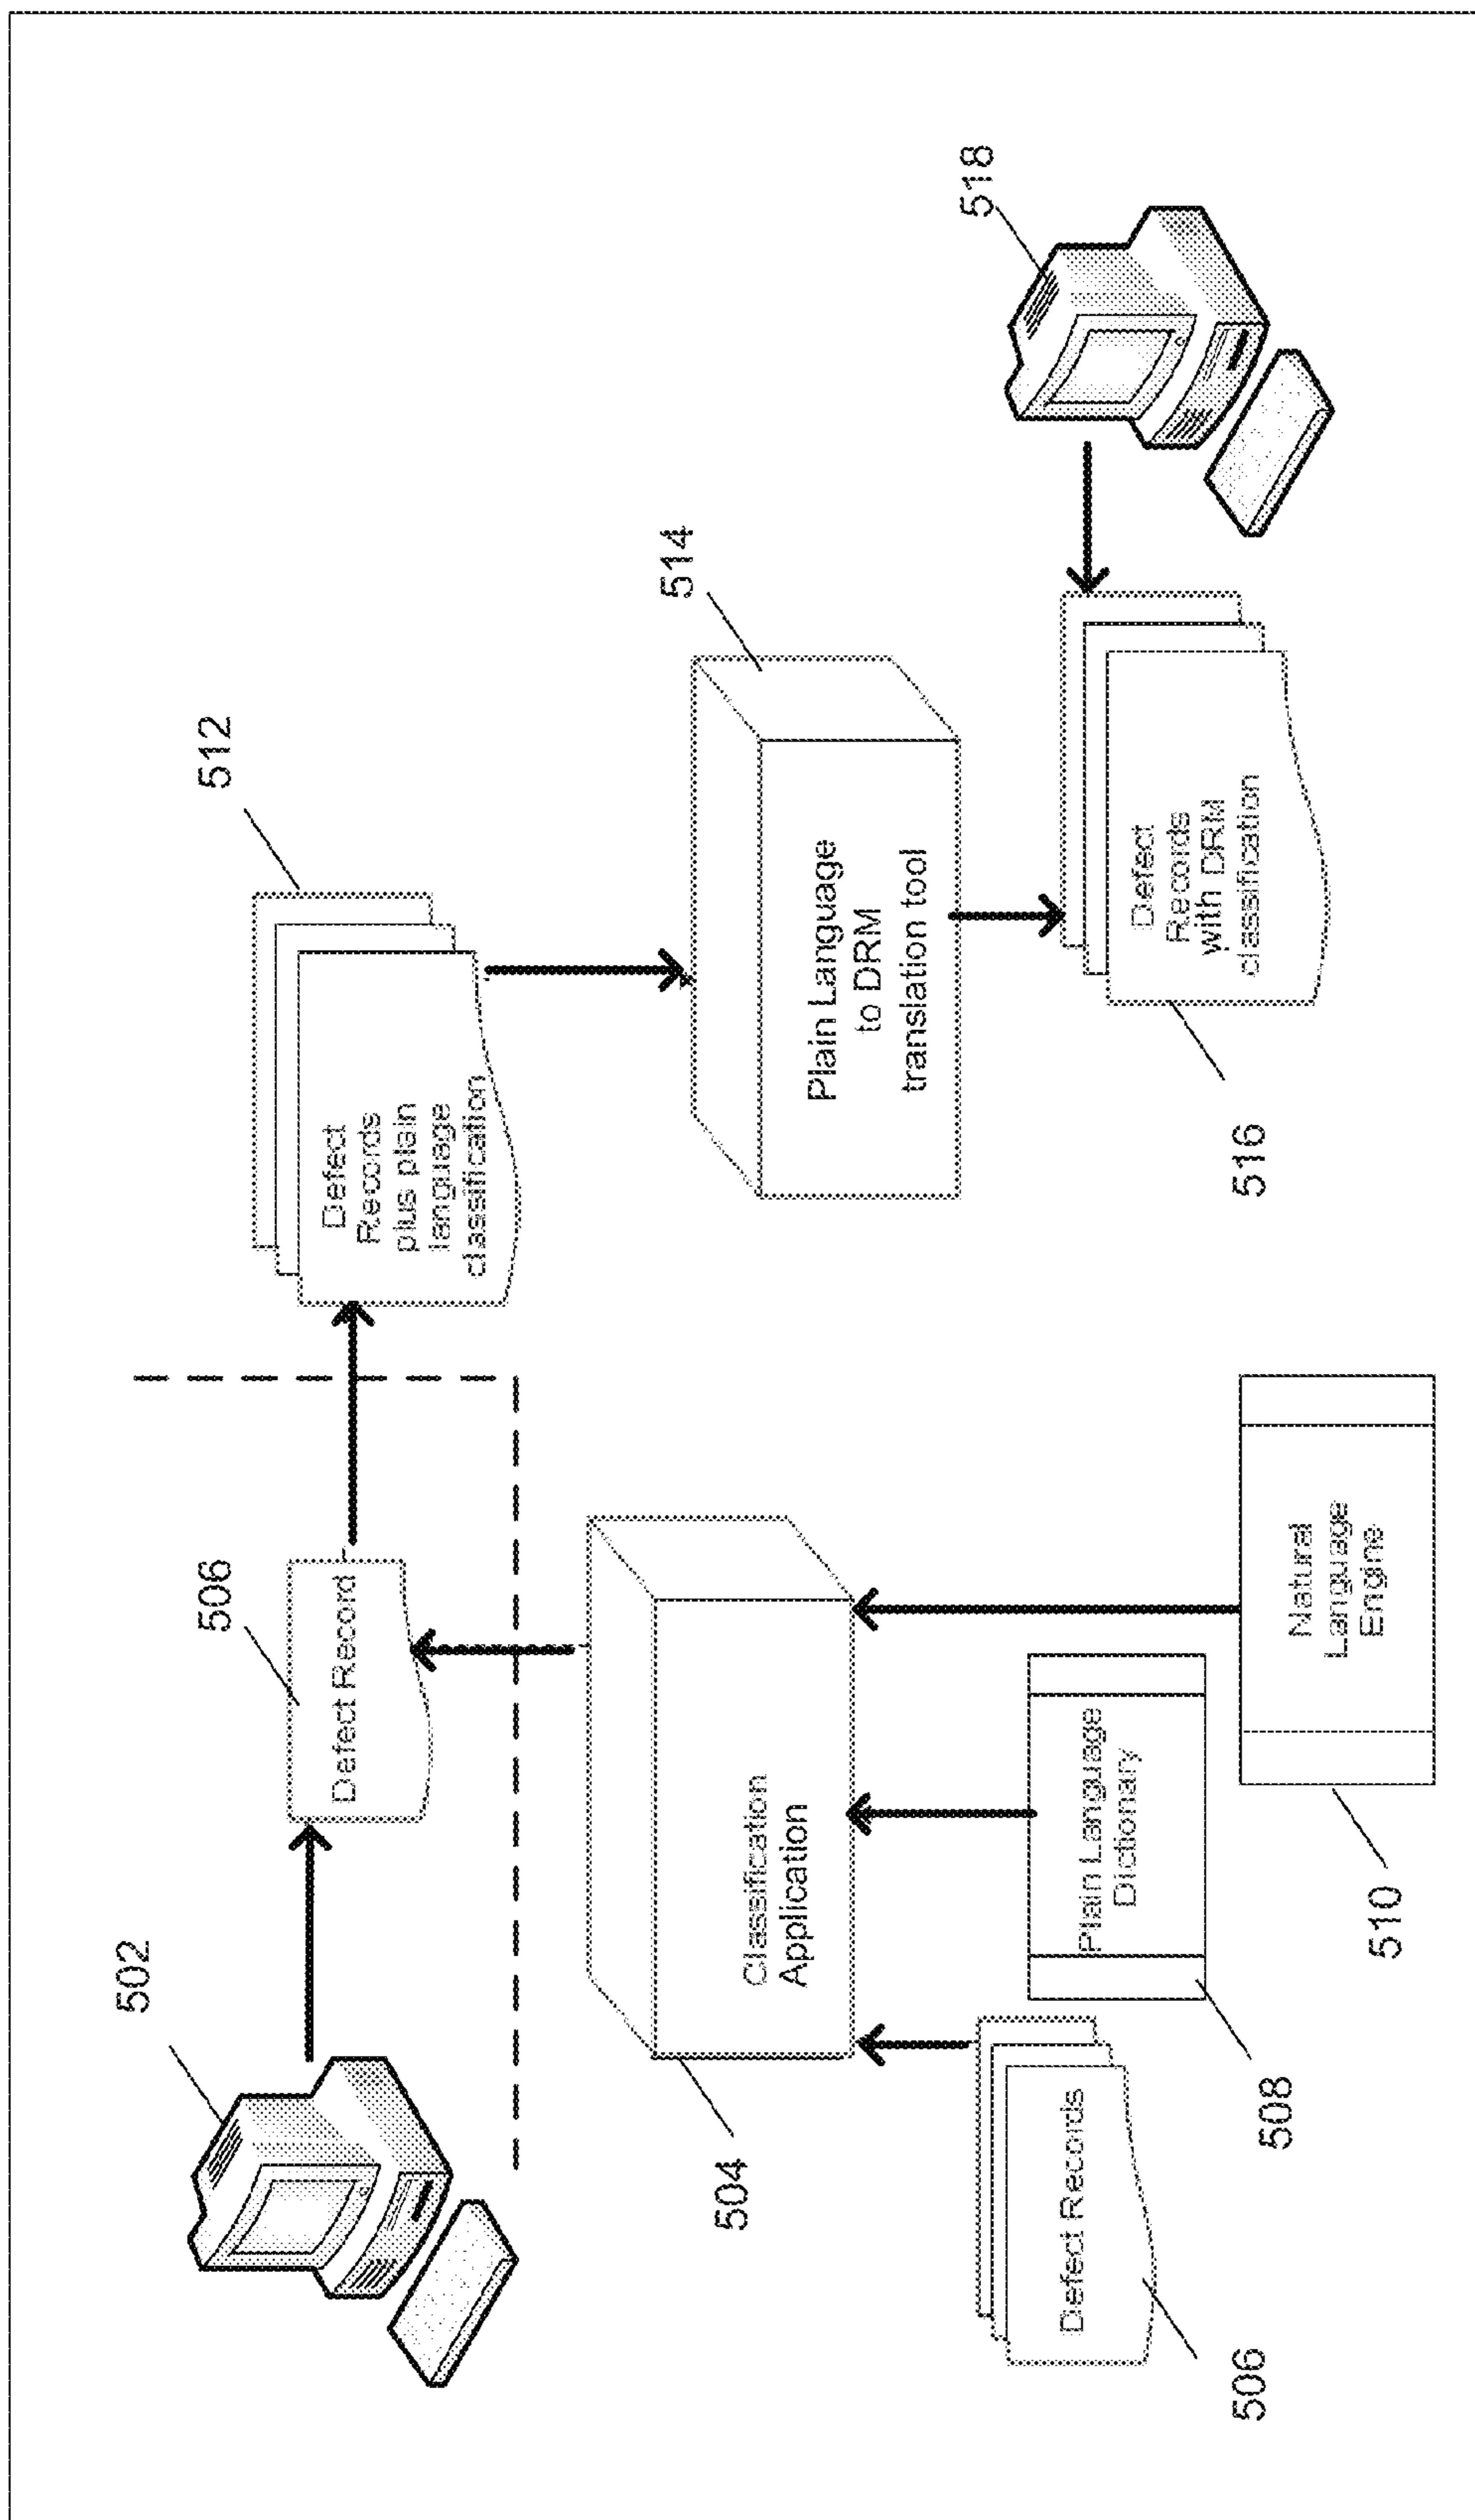 502
506
Defect Record
512
Defect
Records
plus plain
language
classification
504
Classification
Application
514
Plain Language
to DRM
translation tool
518
506
Defect Records
508
Plain Language
Dictionary
510
Natural
Language
Engine
516
Defect
Records
with DRM
classification